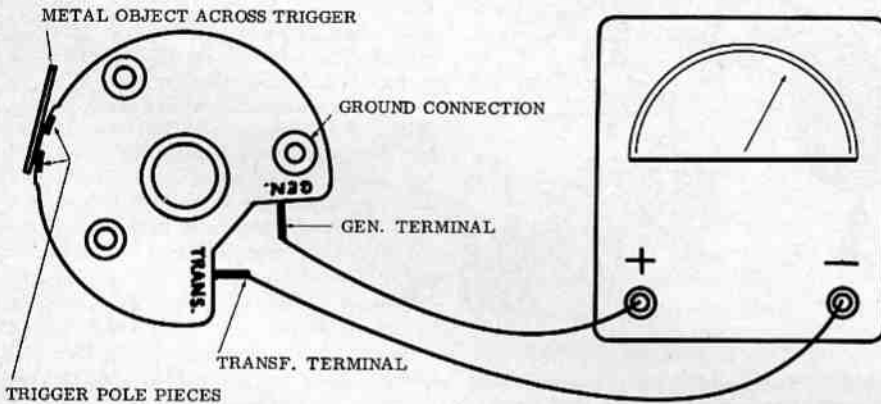 METAL OBJECT ACROSS TRIGGER
GROUND CONNECTION
GEN.
GEN. TERMINAL
TRANS.
+
−
TRANSF. TERMINAL
TRIGGER POLE PIECES